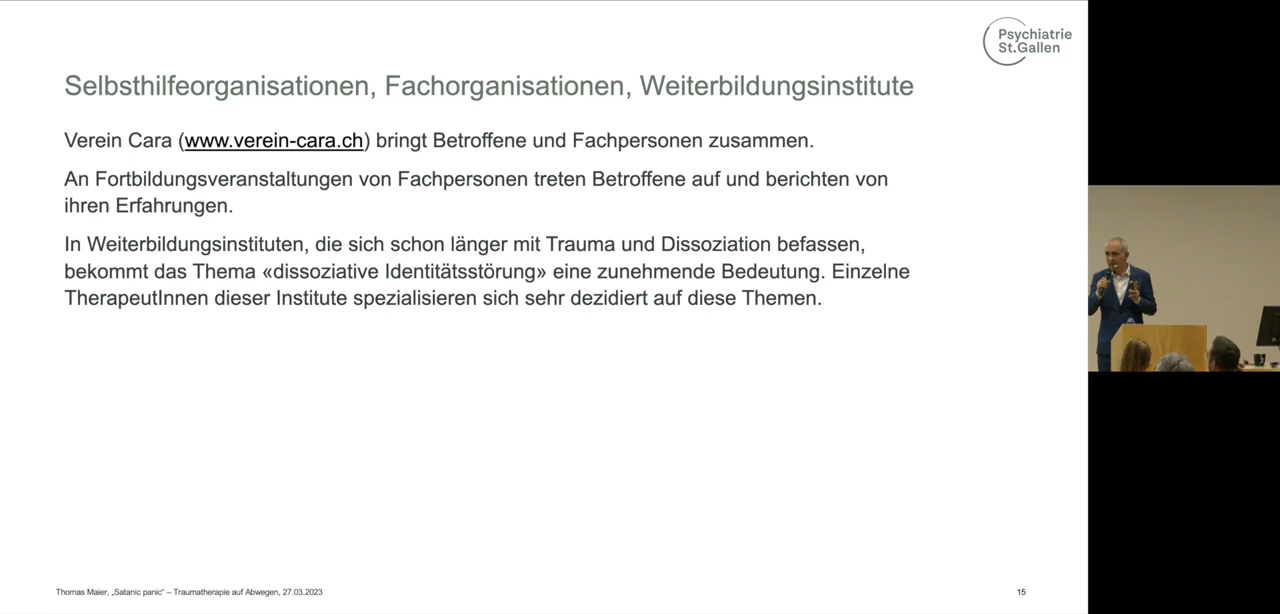 Psychiatrie
St.Gallen
Selbsthilfeorganisationen, Fachorganisationen, Weiterbildungsinstitute
Verein Cara (www.verein-cara.ch) bringt Betroffene und Fachpersonen zusammen.
An Fortbildungsveranstaltungen von Fachpersonen treten Betroffene auf und berichten von
ihren Erfahrungen.
In Weiterbildungsinstituten, die sich schon länger mit Trauma und Dissoziation befassen,
bekommt das Thema «dissoziative Identitätsstörung» eine zunehmende Bedeutung. Einzelne
TherapeutInnen dieser Institute spezialisieren sich sehr dezidiert auf diese Themen.
Thomas Maier, „Satanic panic“ – Traumatherapie auf Abwegen, 27.03.2023
15